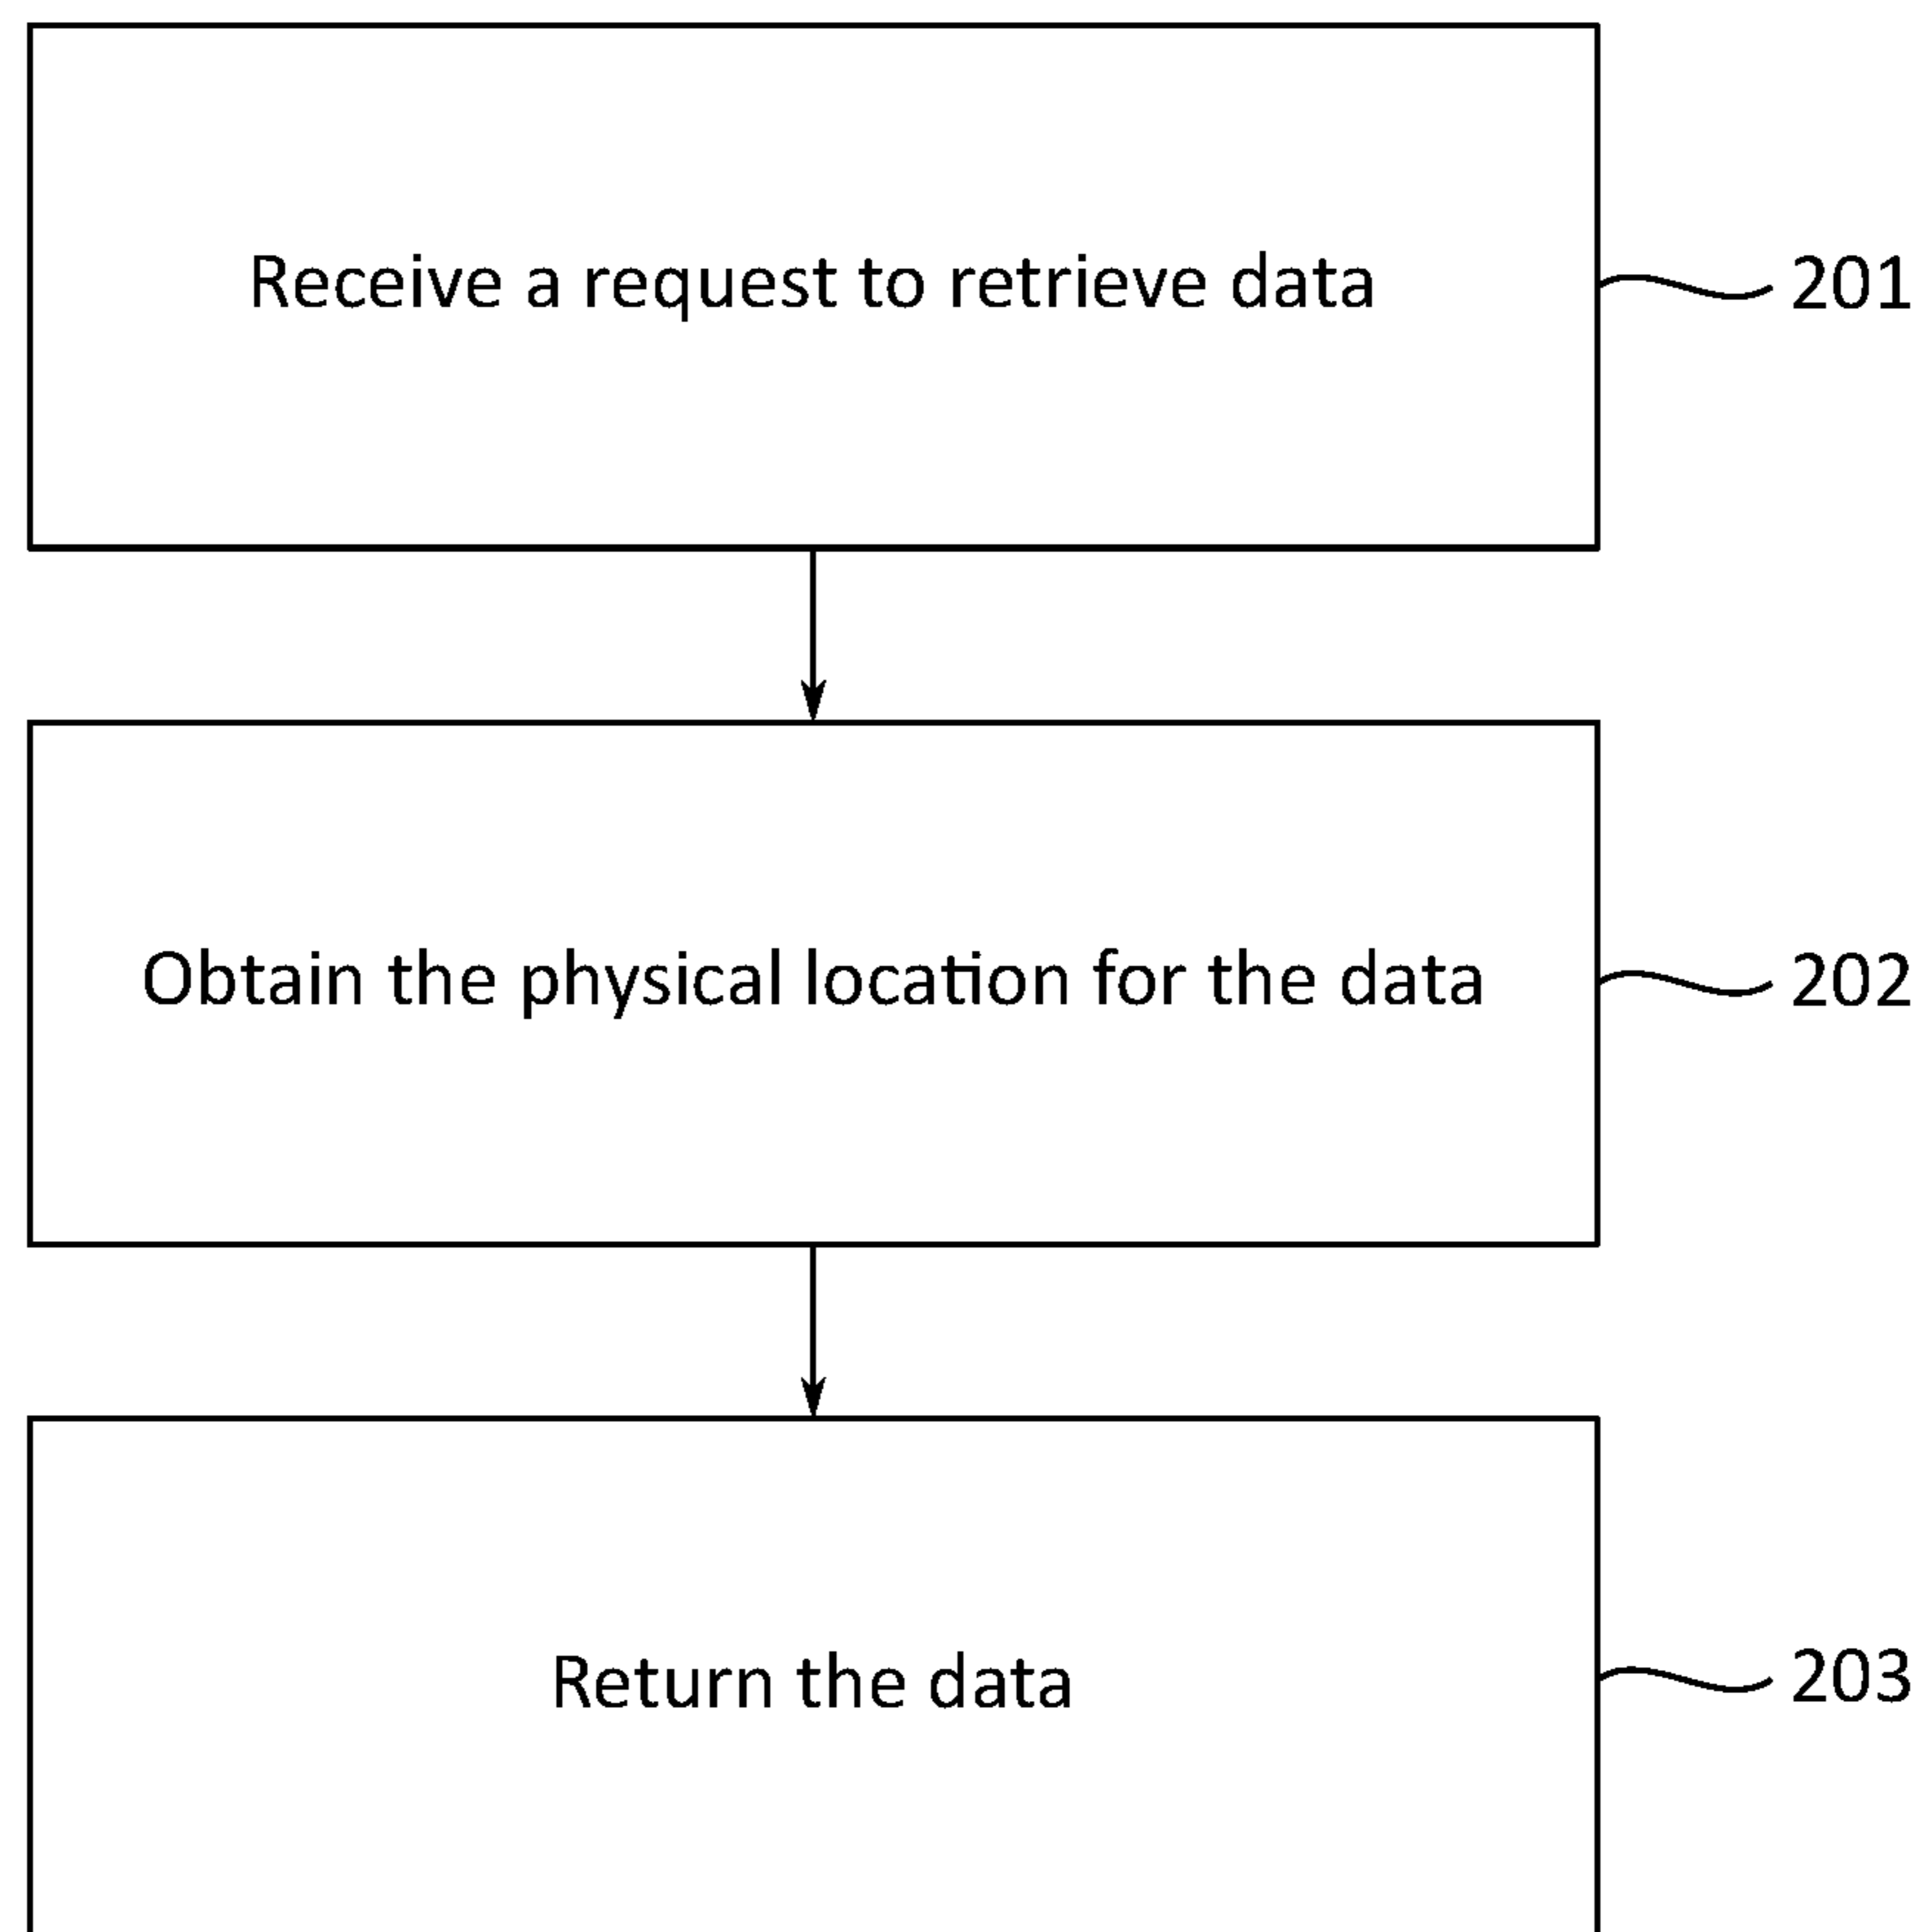 Receive a request to retrieve data
201
Obtain the physical location for the data
202
Return the data
203